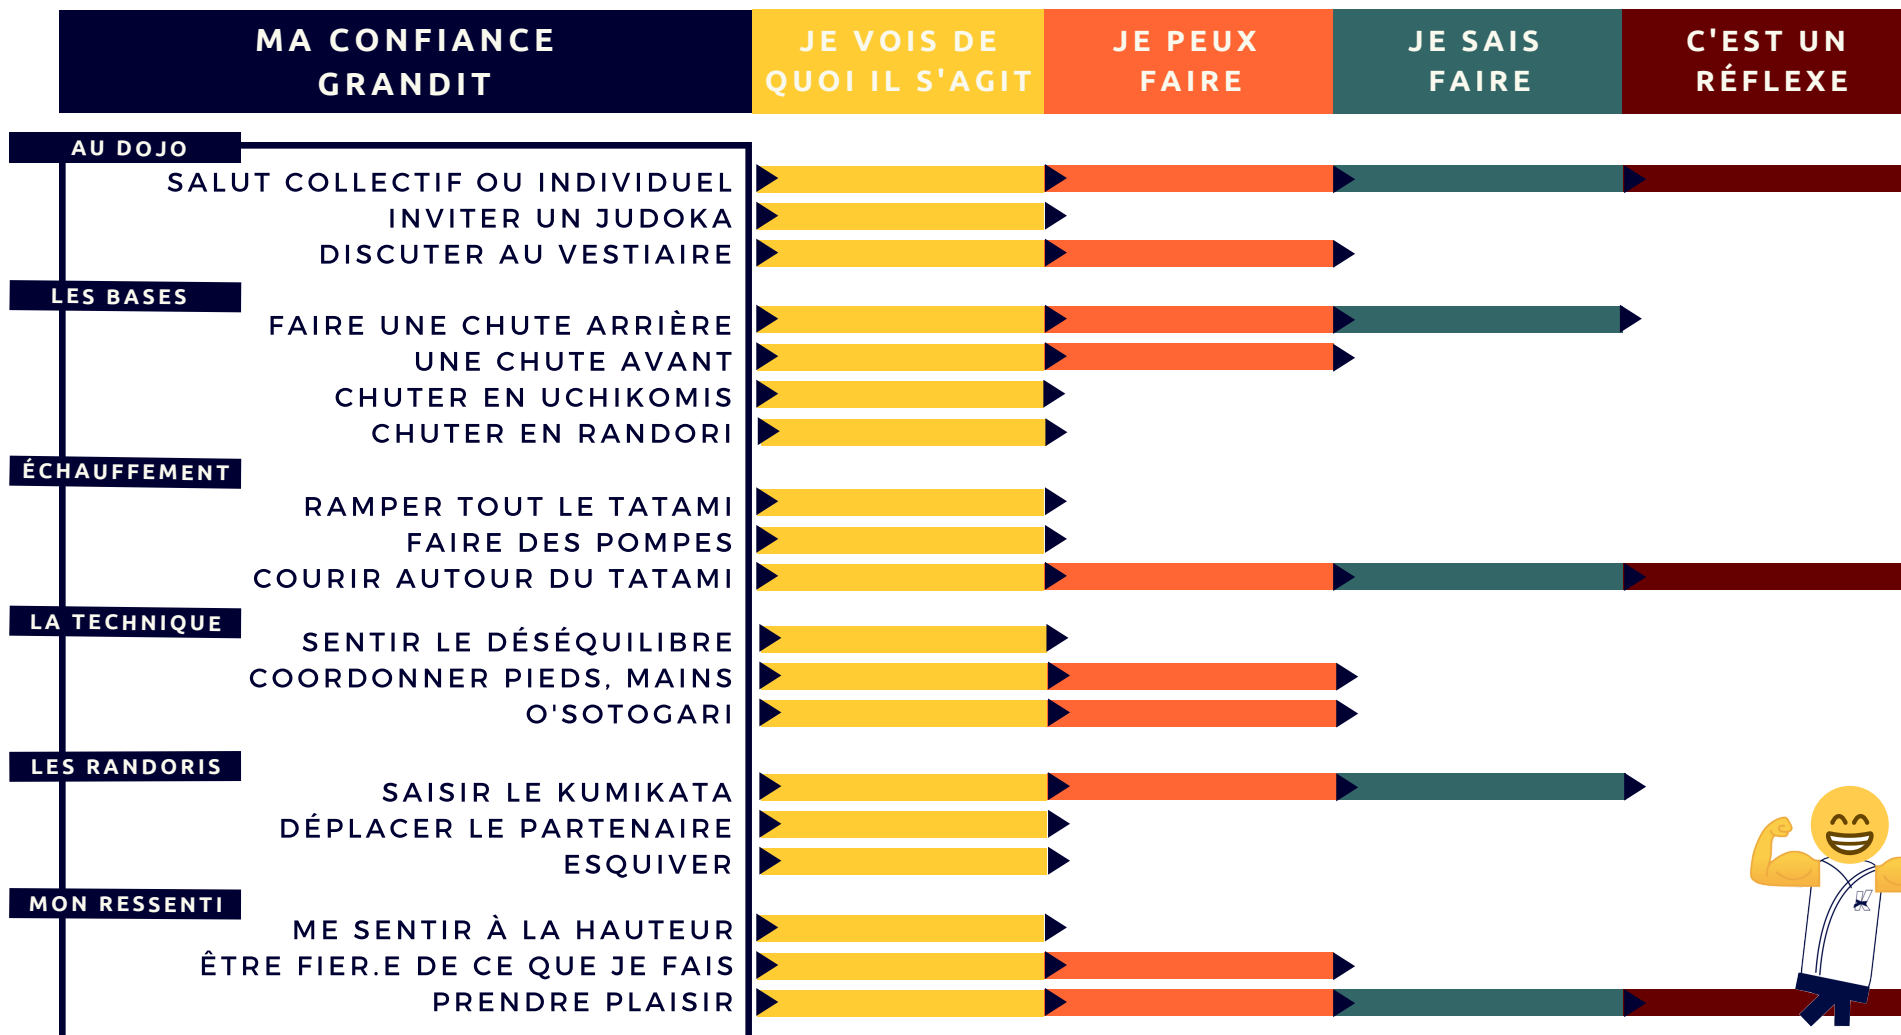 MA CONFIANCE
GRANDIT
JE VOIS DE
QUOI IL S'AGIT
JE PEUX
FAIRE
JE SAIS
FAIRE
C'EST UN
RÉFLEXE
AU DOJO
SALUT COLLECTIF OU INDIVIDUEL
INVITER UN JUDOKA
DISCUTER AU VESTIAIRE
LES BASES
FAIRE UNE CHUTE ARRIÈRE
UNE CHUTE AVANT
CHUTER EN UCHIKOMIS
CHUTER EN RANDORI
ÉCHAUFFEMENT
RAMPER TOUT LE TATAMI
FAIRE DES POMPES
COURIR AUTOUR DU TATAMI
LA TECHNIQUE
SENTIR LE DÉSÉQUILIBRE
COORDONNER PIEDS, MAINS
O'SOTOGARI
LES RANDORIS
SAISIR LE KUMIKATA
DÉPLACER LE PARTENAIRE
ESQUIVER
MON RESSENTI
ME SENTIR À LA HAUTEUR
ÊTRE FIER.E DE CE QUE JE FAIS
PRENDRE PLAISIR